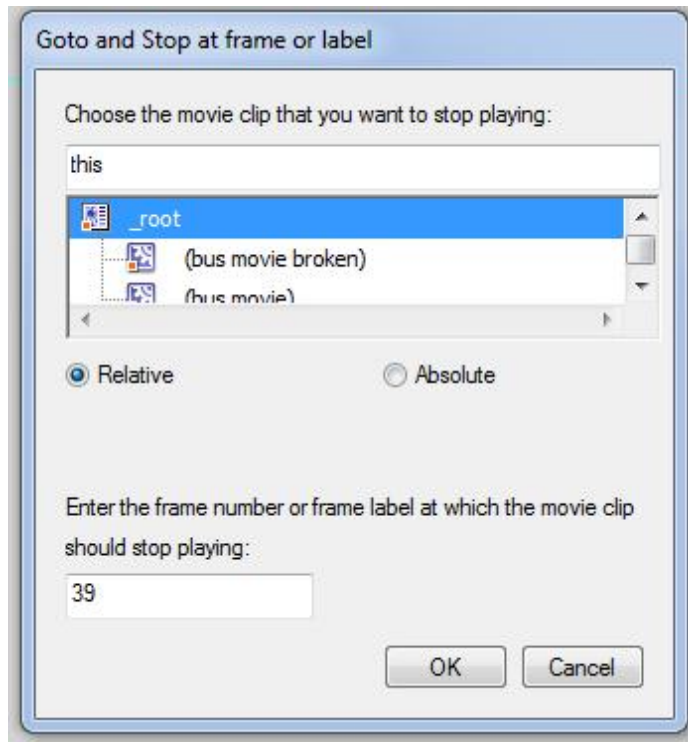 Goto and Stop at frame or label
Choose the movie clip that you want to stop playing:
this
_root
(bus movie broken)
(bus movie)
Relative
Absolute
Enter the frame number or frame label at which the movie clip
should stop playing:
39
OK
Cancel